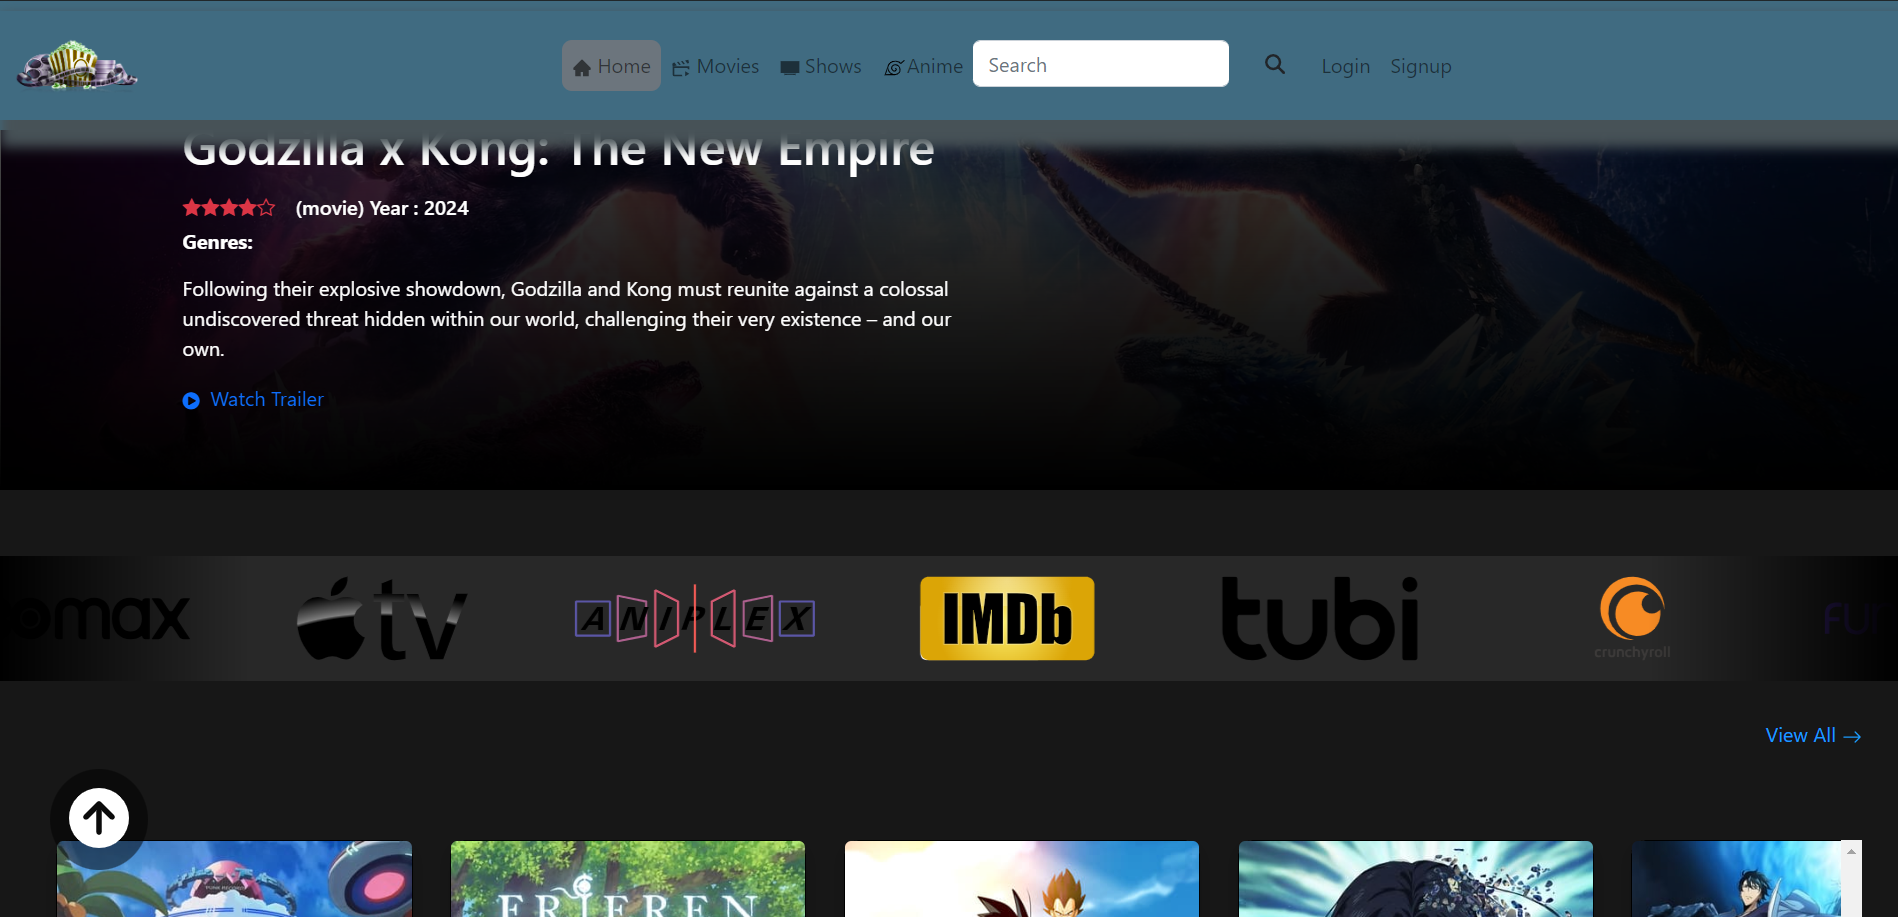 Home Movies Shows Anime Search Login Signup
Godzilla x Kong: The New Empire
(movie) Year : 2024
Genres:
Following their explosive showdown, Godzilla and Kong must reunite against a colossal
undiscovered threat hidden within our world, challenging their very existence – and our
own.
Watch Trailer
omax tv ANIPLEX IMDb tubi crunchyroll fu
View All
FRIEREN